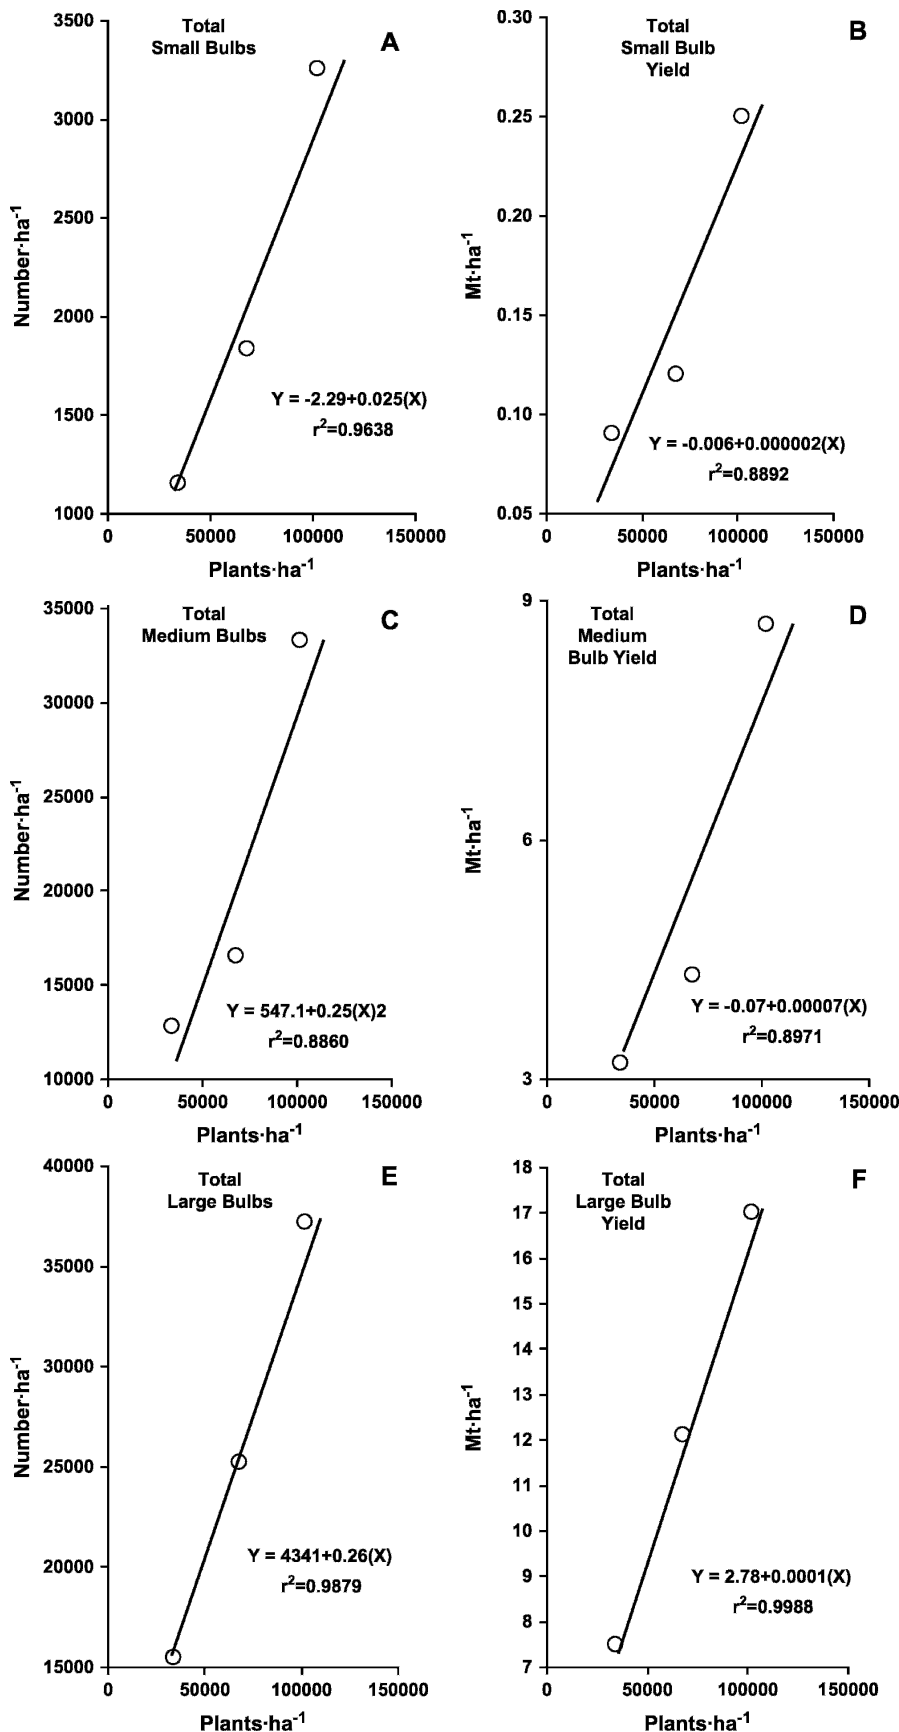 Total
Small Bulbs
A
3500
3000
2500
2000
1500
1000
Number·ha-1
Y = -2.29+0.025(X)
r2=0.9638
0 50000 100000 150000
Plants·ha-1
Total
Small Bulb
Yield
B
0.30
0.25
0.20
0.15
0.10
0.05
Mt·ha-1
Y = -0.006+0.000002(X)
r2=0.8892
0 50000 100000 150000
Plants·ha-1
Total
Medium Bulbs
C
35000
30000
25000
20000
15000
10000
Number·ha-1
Y = 547.1+0.25(X)2
r2=0.8860
0 50000 100000 150000
Plants·ha-1
Total
Medium
Bulb Yield
D
9
6
3
Mt·ha-1
Y = -0.07+0.00007(X)
r2=0.8971
0 50000 100000 150000
Plants·ha-1
Total
Large Bulbs
E
40000
35000
30000
25000
20000
15000
Number·ha-1
Y = 4341+0.26(X)
r2=0.9879
0 50000 100000 150000
Plants·ha-1
Total
Large Bulb
Yield
F
18
17
16
15
14
13
12
11
10
9
8
7
Mt·ha-1
Y = 2.78+0.0001(X)
r2=0.9988
0 50000 100000 150000
Plants·ha-1